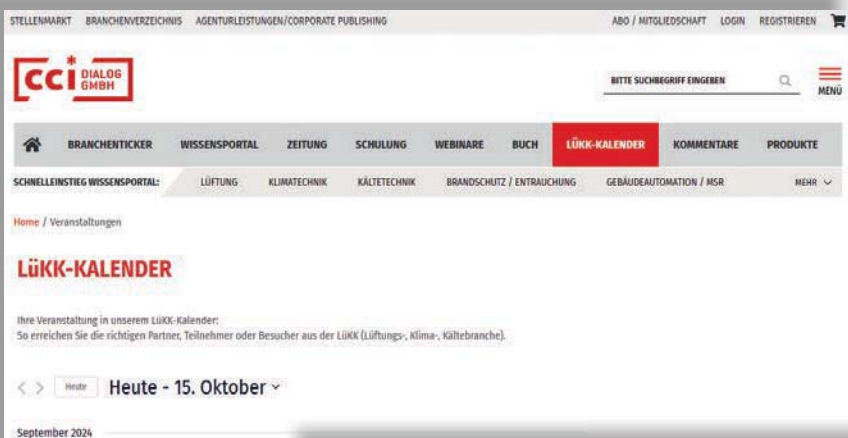 STELLENMARKT BRANCHENVERZEICHNIS AGENTURLEISTUNGEN/CORPORATE PUBLISHING ABO / MITGLIEDSCHAFT LOGIN REGISTRIEREN
cci DIALOG
GMBH
BITTE SUCHBEGRIFF EINGEBEN
MENÜ
BRANCHENTICKER WISSENSPORTAL ZEITUNG SCHULUNG WEBINARE BUCH LÜKK-KALENDER KOMMENTARE PRODUKTE
SCHNELLEINSTIEG WISSENSPORTAL: LÜFTUNG KLIMATECHNIK KÄLTETECHNIK BRANDSCHUTZ / ENTRAUCHUNG GEBÄUDEAUTOMATION / MSR MEHR
Home / Veranstaltungen
LüKK-KALENDER
Ihre Veranstaltung in unserem LüKK-Kalender:
So erreichen Sie die richtigen Partner, Teilnehmer oder Besucher aus der LüKK (Lüftungs-, Klima-, Kältebranche).
< > Heute Heute - 15. Oktober
September 2024